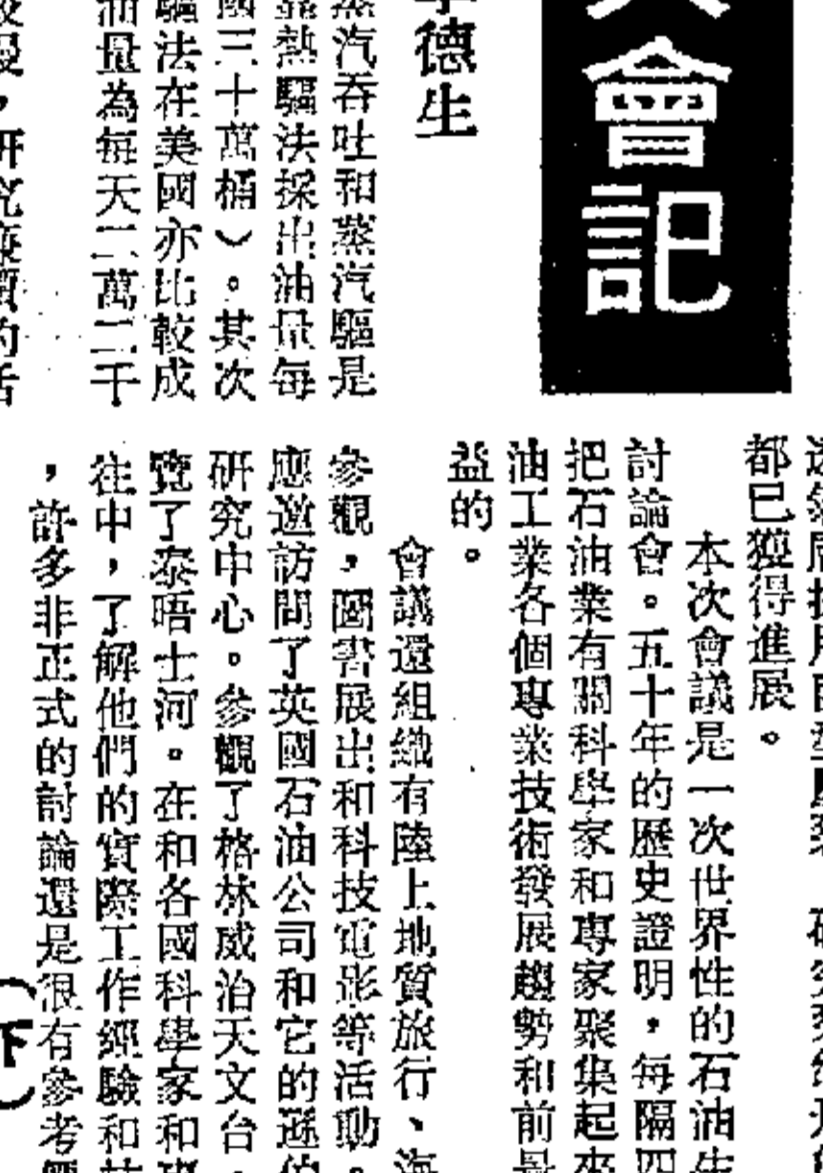 會記
德生
蒸汽吞吐和蒸汽驅是
熱驅法採出油量每
國三十萬桶）。其次
驅法在美國亦比較成
油量為每天二萬二千
，研究廉價的活
都已獲得進展。
本次會議是一次世界性的石油
討論會。五十年的歷史證明，每隔四
把石油業有關科學家和專家聚集起來
油工業各個專業技術發展趨勢和前景
益的。
會議還組織有陸上地質旅行、海
參觀，圖書展出和科技電影等活動。
應邀訪問了英國石油公司和它的遜伯
研究中心。參觀了格林威治天文台，
覽了泰晤士河。在和各國科學家和專
往中，了解他們的實際工作經驗和
，許多非正式的討論還是很有參考價